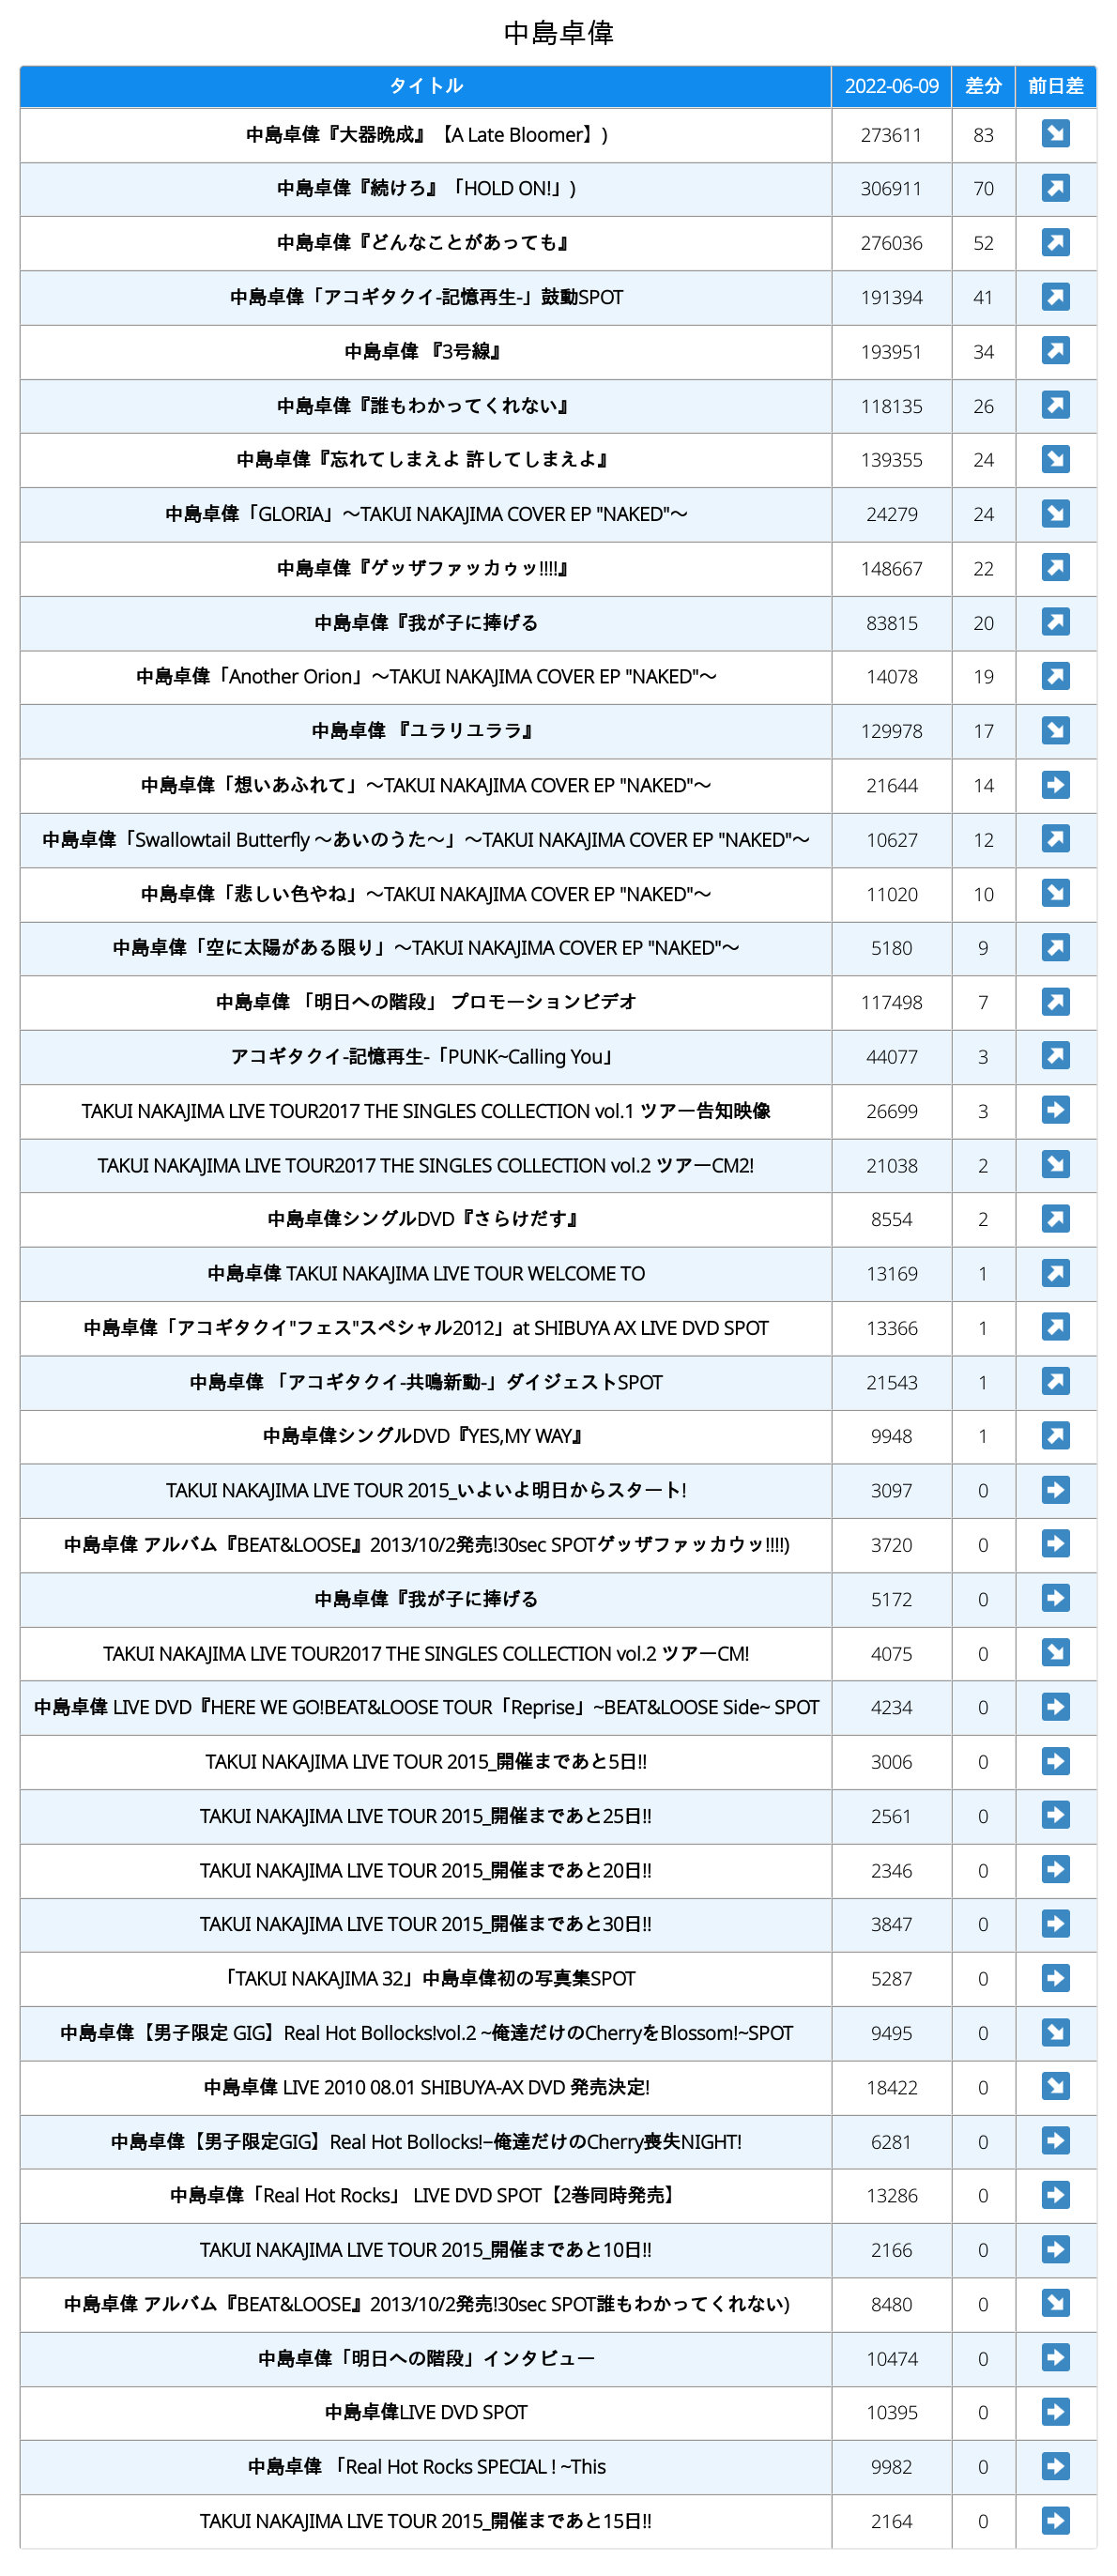 中島卓偉
タイトル 2022-06-09 差分 前日差
中島卓偉『大器晩成』【A Late Bloomer】) 273611 83 ↘
中島卓偉『続けろ』「HOLD ON!」) 306911 70 ↗
中島卓偉『どんなことがあっても』 276036 52 ↗
中島卓偉「アコギタクイ-記憶再生-」鼓動SPOT 191394 41 ↗
中島卓偉 『3号線』 193951 34 ↗
中島卓偉『誰もわかってくれない』 118135 26 ↗
中島卓偉『忘れてしまえよ 許してしまえよ』 139355 24 ↘
中島卓偉「GLORIA」〜TAKUI NAKAJIMA COVER EP "NAKED"〜 24279 24 ↘
中島卓偉『ゲッザファッカゥッ!!!!』 148667 22 ↗
中島卓偉『我が子に捧げる 83815 20 ↗
中島卓偉「Another Orion」〜TAKUI NAKAJIMA COVER EP "NAKED"〜 14078 19 ↗
中島卓偉 『ユラリユララ』 129978 17 ↘
中島卓偉「想いあふれて」〜TAKUI NAKAJIMA COVER EP "NAKED"〜 21644 14 ➡
中島卓偉「Swallowtail Butterfly 〜あいのうた〜」〜TAKUI NAKAJIMA COVER EP "NAKED"〜 10627 12 ↗
中島卓偉「悲しい色やね」〜TAKUI NAKAJIMA COVER EP "NAKED"〜 11020 10 ↘
中島卓偉「空に太陽がある限り」〜TAKUI NAKAJIMA COVER EP "NAKED"〜 5180 9 ↗
中島卓偉 「明日への階段」 プロモーションビデオ 117498 7 ↗
アコギタクイ-記憶再生-「PUNK~Calling You」 44077 3 ↗
TAKUI NAKAJIMA LIVE TOUR2017 THE SINGLES COLLECTION vol.1 ツアー告知映像 26699 3 ➡
TAKUI NAKAJIMA LIVE TOUR2017 THE SINGLES COLLECTION vol.2 ツアーCM2! 21038 2 ↘
中島卓偉シングルDVD『さらけだす』 8554 2 ↗
中島卓偉 TAKUI NAKAJIMA LIVE TOUR WELCOME TO 13169 1 ↗
中島卓偉「アコギタクイ"フェス"スペシャル2012」at SHIBUYA AX LIVE DVD SPOT 13366 1 ↗
中島卓偉 「アコギタクイ-共鳴新動-」ダイジェストSPOT 21543 1 ↗
中島卓偉シングルDVD『YES,MY WAY』 9948 1 ↗
TAKUI NAKAJIMA LIVE TOUR 2015_いよいよ明日からスタート! 3097 0 ➡
中島卓偉 アルバム『BEAT&LOOSE』2013/10/2発売!30sec SPOTゲッザファッカウッ!!!!) 3720 0 ➡
中島卓偉『我が子に捧げる 5172 0 ➡
TAKUI NAKAJIMA LIVE TOUR2017 THE SINGLES COLLECTION vol.2 ツアーCM! 4075 0 ↘
中島卓偉 LIVE DVD『HERE WE GO!BEAT&LOOSE TOUR「Reprise」~BEAT&LOOSE Side~ SPOT 4234 0 ➡
TAKUI NAKAJIMA LIVE TOUR 2015_開催まであと5日!! 3006 0 ➡
TAKUI NAKAJIMA LIVE TOUR 2015_開催まであと25日!! 2561 0 ➡
TAKUI NAKAJIMA LIVE TOUR 2015_開催まであと20日!! 2346 0 ➡
TAKUI NAKAJIMA LIVE TOUR 2015_開催まであと30日!! 3847 0 ➡
「TAKUI NAKAJIMA 32」中島卓偉初の写真集SPOT 5287 0 ➡
中島卓偉【男子限定 GIG】Real Hot Bollocks!vol.2 ~俺達だけのCherryをBlossom!~SPOT 9495 0 ↘
中島卓偉 LIVE 2010 08.01 SHIBUYA-AX DVD 発売決定! 18422 0 ↘
中島卓偉【男子限定GIG】Real Hot Bollocks!−俺達だけのCherry喪失NIGHT! 6281 0 ➡
中島卓偉「Real Hot Rocks」 LIVE DVD SPOT【2巻同時発売】 13286 0 ➡
TAKUI NAKAJIMA LIVE TOUR 2015_開催まであと10日!! 2166 0 ➡
中島卓偉 アルバム『BEAT&LOOSE』2013/10/2発売!30sec SPOT誰もわかってくれない) 8480 0 ↘
中島卓偉「明日への階段」インタビュー 10474 0 ➡
中島卓偉LIVE DVD SPOT 10395 0 ➡
中島卓偉 「Real Hot Rocks SPECIAL ! ~This 9982 0 ➡
TAKUI NAKAJIMA LIVE TOUR 2015_開催まであと15日!! 2164 0 ➡